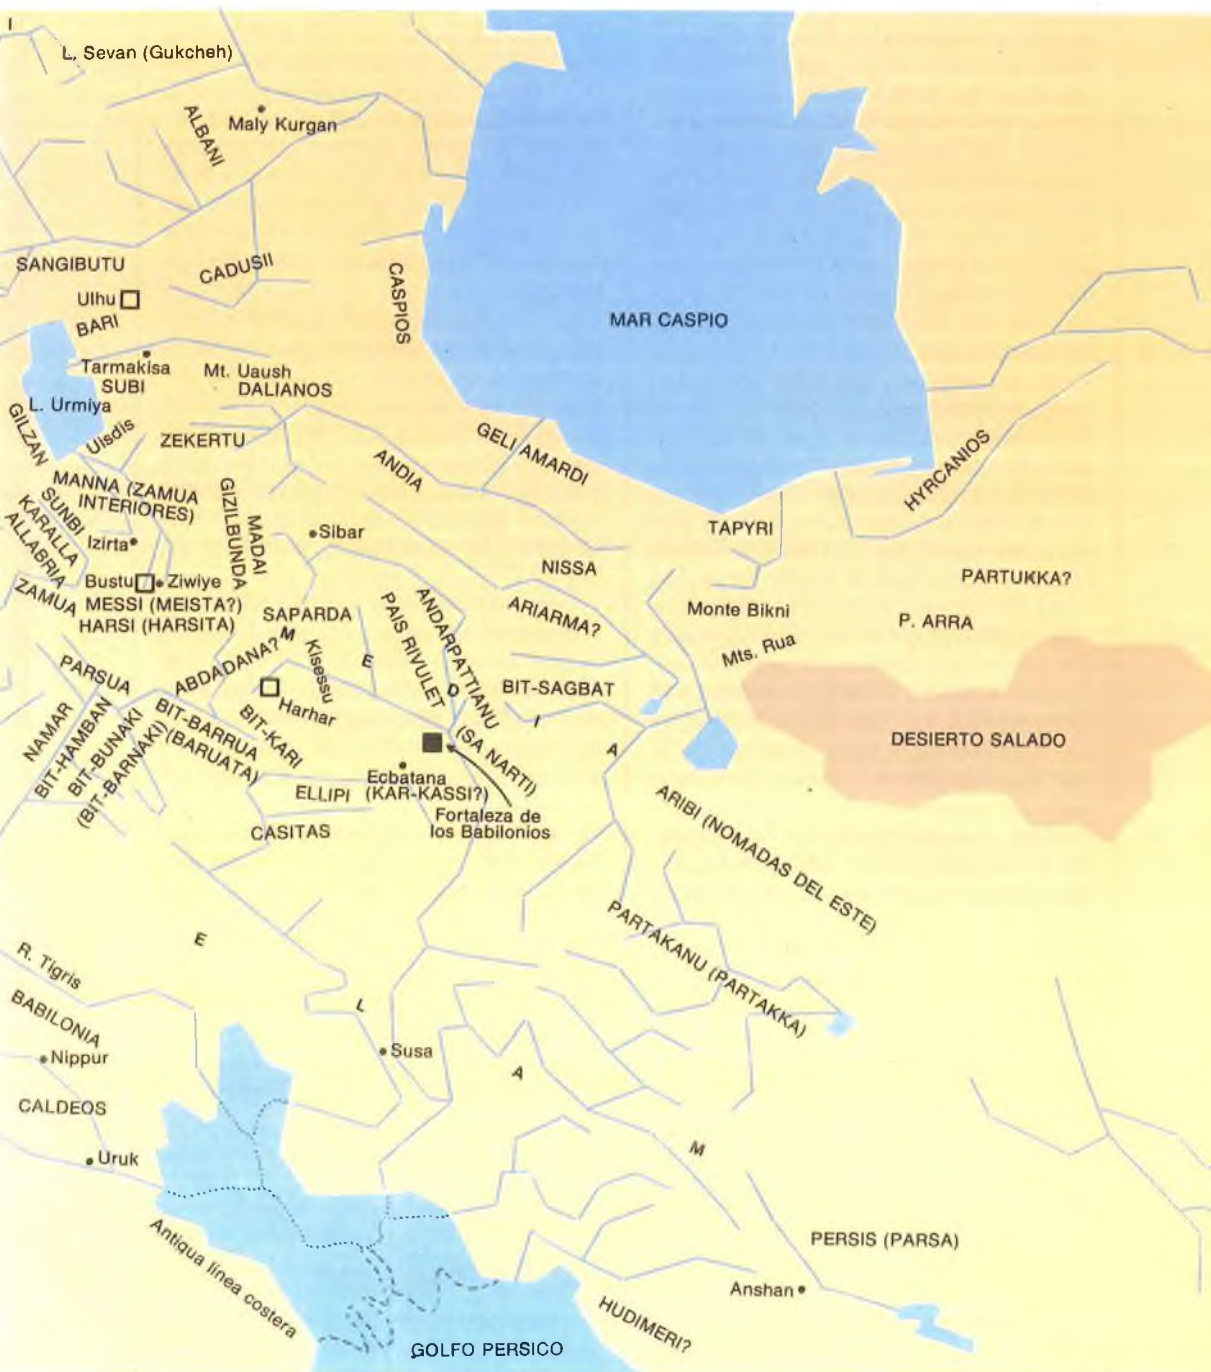 I
L. Sevan (Gukcheh)
ALBANI
Maly Kurgan
SANGIBUTU
CADUSII
CASPIOS
Ulhu
BARI
MAR CASPIO
Tarmakisa
SUBI
Mt. Uaush
DALIANOS
L. Urmiya
GILZAN
Uisdis
ZEKERTU
GELI
AMARDI
ANDIA
HYRCANIOS
MANNA (ZAMUA
INTERIORES)
SUNBI
KARALLA
ALLABRIA
ZAMUA
GIZILBUNDA
MADAI
Izirta
Sibar
TAPYRI
NISSA
PARTUKKA?
Bustu
Ziwiye
MESSI (MEISTA?)
HARSI (HARSITA)
SAPARDA
PAIS RIVULET
ANDARPATTIANU
(SA NARTI)
ARIARMA?
Monte Bikni
P. ARRA
Mts. Rua
M E D I A
PARSUA
ABDADANA?
Kisessu
BIT-SAGBAT
Harhar
NAMAR
BIT-HAMBAN
BIT-BUNAKI
(BIT-BARNAKI)
BIT-BARRUA
(BARUATA)
BIT-KARI
DESIERTO SALADO
Ecbatana
(KAR-KASSI?)
ELLIPI
Fortaleza de
los Babilonios
CASITAS
ARIBI (NOMADAS DEL ESTE)
PARTAKANU (PARTAKKA)
E L A M
R. Tigris
BABILONIA
Nippur
Susa
CALDEOS
Uruk
Antigua línea costera
PERSIS (PARSA)
Anshan
HUDIMERI?
GOLFO PERSICO